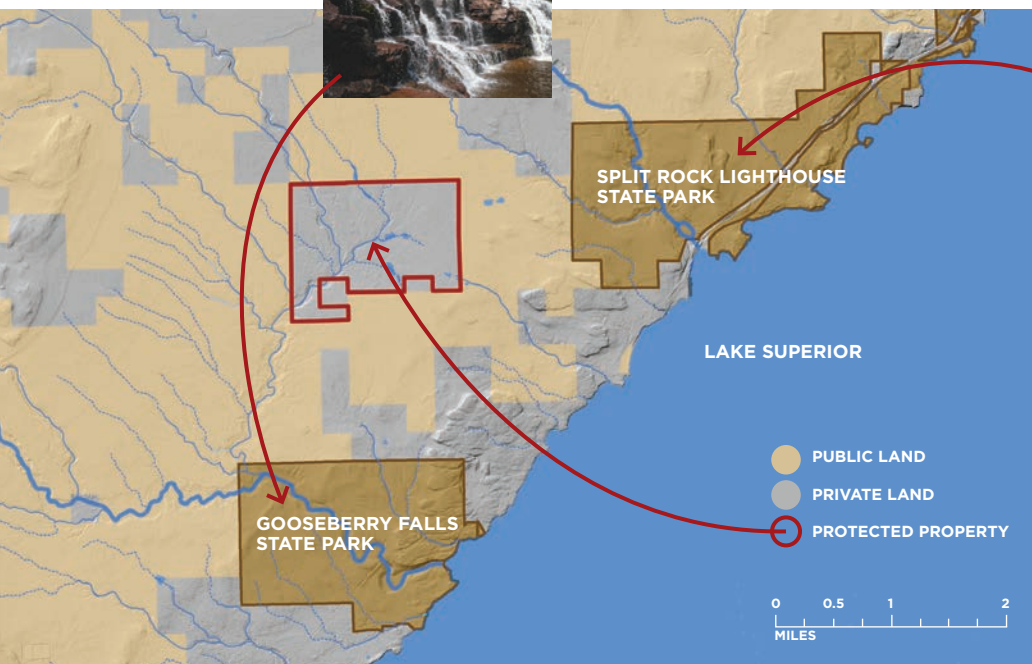 SPLIT ROCK LIGHTHOUSE
STATE PARK
LAKE SUPERIOR
PUBLIC LAND
PRIVATE LAND
PROTECTED PROPERTY
GOOSEBERRY FALLS
STATE PARK
0 0.5 1 2
MILES